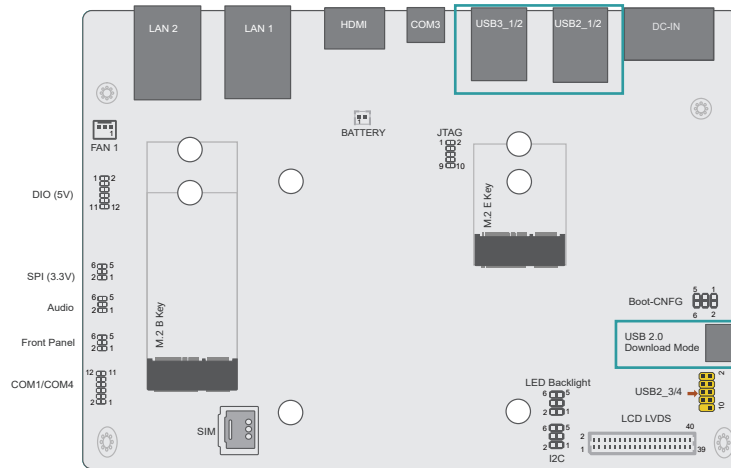 LAN 2
LAN 1
HDMI
COM3
USB3_1/2
USB2_1/2
DC-IN
1
BATTERY
1
FAN 1
JTAG
1 2
9 10
DIO (5V)
1 2
11 12
M.2 B Key
M.2 E Key
SPI (3.3V)
6 5
2 1
Audio
6 5
2 1
Front Panel
6 5
2 1
COM1/COM4
12 11
2 1
SIM
Boot-CNFG
5 1
6 2
USB 2.0
Download Mode
USB2_3/4
2
10
LED Backlight
6 5
2 1
6 5
2 1
I2C
LCD LVDS
40
2
1
39